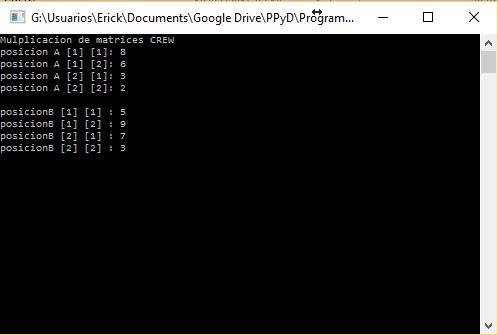 G:\Usuarios\Erick\Documents\Google Drive\PPyD\Program...
Mulplicacion de matrices CREW
posicion A [1] [1]: 8
posicion A [1] [2]: 6
posicion A [2] [1]: 3
posicion A [2] [2]: 2
posicionB [1] [1] : 5
posicionB [1] [2] : 9
posicionB [2] [1] : 7
posicionB [2] [2] : 3